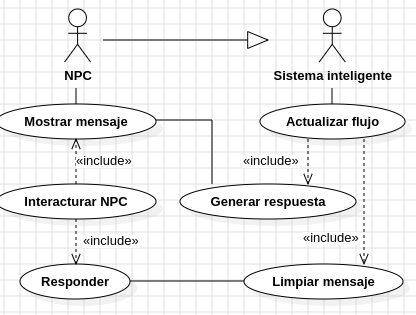 NPC
Sistema inteligente
Mostrar mensaje
Actualizar flujo
«include»
«include»
Interacturar NPC
Generar respuesta
«include»
«include»
Responder
Limpiar mensaje